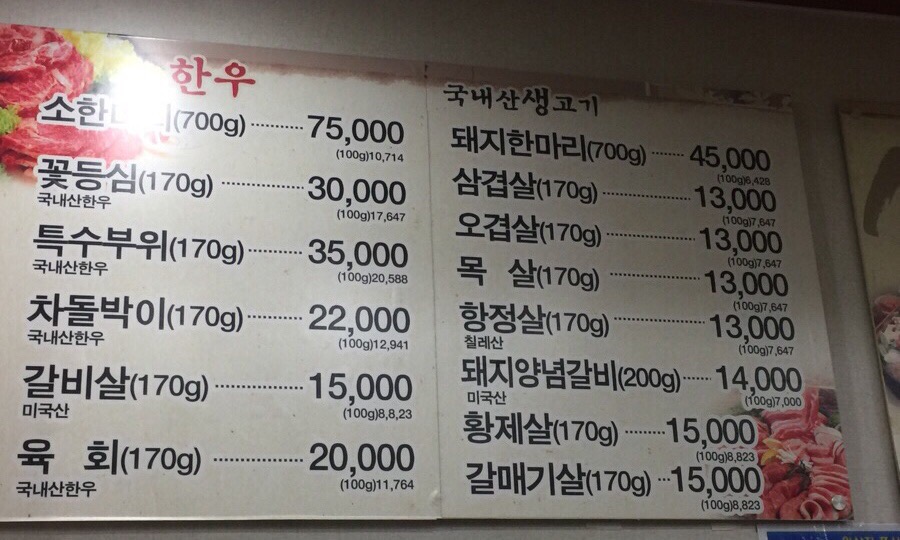 한우
소한마리(700g) ·········· 75,000
(100g)10,714
꽃등심(170g) ·············· 30,000
국내산한우 (100g)17,647
특수부위(170g) ········· 35,000
국내산한우 (100g)20,588
차돌박이(170g) ·········· 22,000
국내산한우 (100g)12,941
갈비살(170g) ················ 15,000
미국산 (100g)8,8,23
육 회(170g) ················ 20,000
국내산한우 (100g)11,764
국내산생고기
돼지한마리(700g) ······ 45,000
(100g)6,428
삼겹살(170g) ················ 13,000
(100g)7,647
오겹살(170g) ················ 13,000
(100g)7,647
목 살(170g) ················ 13,000
(100g)7,647
항정살(170g) ················ 13,000
칠레산 (100g)7,647
돼지양념갈비(200g) ····· 14,000
미국산 (100g)7,000
황제살(170g) ········ 15,000
(100g)8,823
갈매기살(170g) ··· 15,000
(100g)8,823